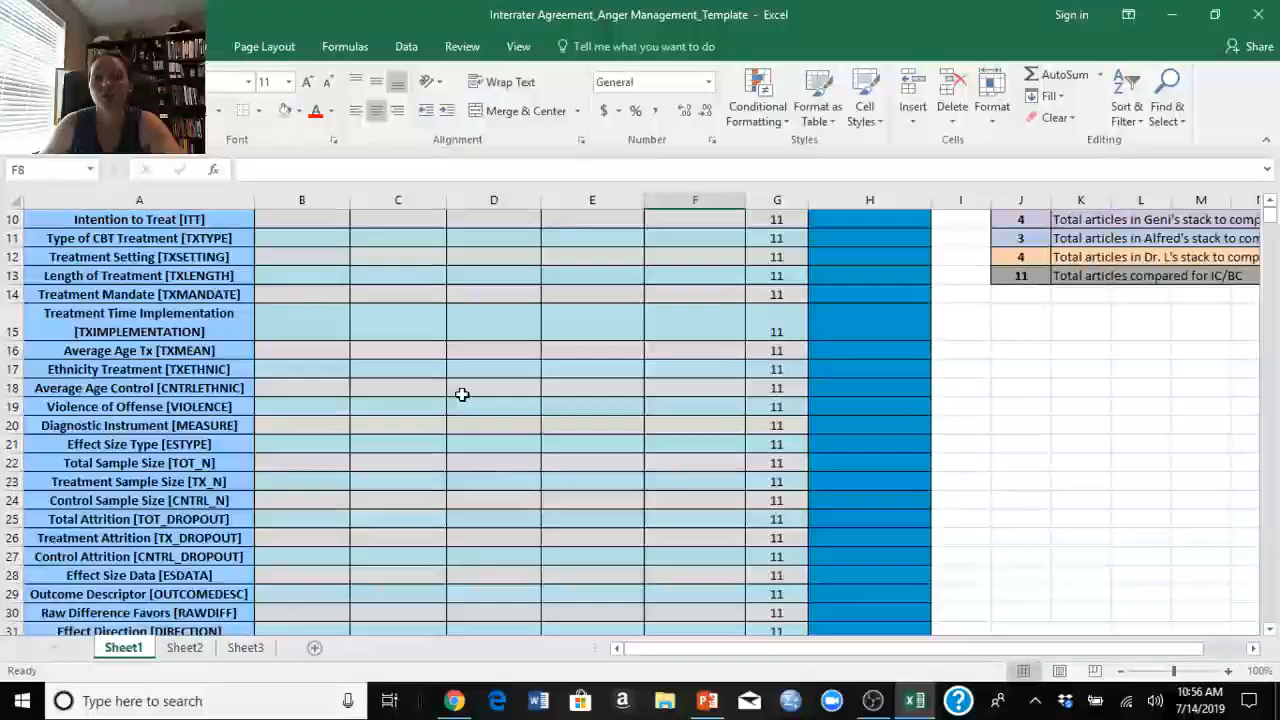 Interrater Agreement_Anger Management_Template - Excel
Sign in
Page Layout Formulas Data Review View Tell me what you want to do Share
11 A A Wrap Text General Conditional Format as Cell Insert Delete Format AutoSum Sort & Find &
A Merge & Center $ % , Formatting Table Styles Fill Filter Select
Clear
Font Alignment Number Styles Cells Editing
F8 fx
A B C D E F G H I J K L M
10 Intention to Treat [ITT] 11 4 Total articles in Geni's stack to comp
11 Type of CBT Treatment [TXTYPE] 11 3 Total articles in Alfred's stack to com
12 Treatment Setting [TXSETTING] 11 4 Total articles in Dr. L's stack to comp
13 Length of Treatment [TXLENGTH] 11 11 Total articles compared for IC/BC
14 Treatment Mandate [TXMANDATE] 11
Treatment Time Implementation
15 [TXIMPLEMENTATION] 11
16 Average Age Tx [TXMEAN] 11
17 Ethnicity Treatment [TXETHNIC] 11
18 Average Age Control [CNTRLETHNIC] 11
19 Violence of Offense [VIOLENCE] 11
20 Diagnostic Instrument [MEASURE] 11
21 Effect Size Type [ESTYPE] 11
22 Total Sample Size [TOT_N] 11
23 Treatment Sample Size [TX_N] 11
24 Control Sample Size [CNTRL_N] 11
25 Total Attrition [TOT_DROPOUT] 11
26 Treatment Attrition [TX_DROPOUT] 11
27 Control Attrition [CNTRL_DROPOUT] 11
28 Effect Size Data [ESDATA] 11
29 Outcome Descriptor [OUTCOMEDESC] 11
30 Raw Difference Favors [RAWDIFF] 11
31 Effect Direction [DIRECTION] 11
Sheet1 Sheet2 Sheet3
Ready 100%
Type here to search
10:56 AM
7/14/2019